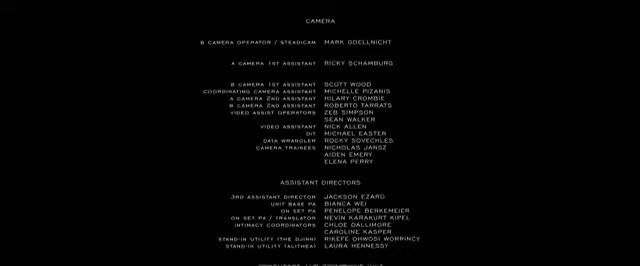 CAMERA
B CAMERA OPERATOR / STEADICAM MARK GOELLNICHT
A CAMERA 1ST ASSISTANT RICKY SCHAMBURG
B CAMERA 1ST ASSISTANT SCOTT WOOD
COORDINATING CAMERA ASSISTANT MICHELLE PIZANIS
A CAMERA 2ND ASSISTANT HILARY CROMBIE
B CAMERA 2ND ASSISTANT ROBERTO TARRATS
VIDEO ASSIST OPERATORS ZEB SIMPSON
SEAN WALKER
VIDEO ASSISTANT NICK ALLEN
DIT MICHAEL EASTER
DATA WRANGLER ROCKY SOVECHLES
CAMERA TRAINEES NICHOLAS JANSZ
AIDEN EMERY
ELENA PERRY
ASSISTANT DIRECTORS
3RD ASSISTANT DIRECTOR JACKSON EZARD
UNIT BASE PA BIANCA WEI
ON SET PA PENELOPE BERKEMEIER
ON SET PA / TRANSLATOR NEVIN KARAKURT KIPEL
INTIMACY COORDINATORS CHLOE DALLIMORE
CAROLINE KASPER
STAND-IN UTILITY (THE DJINN) RIKEFE OHWOSI WORRINCY
STAND-IN UTILITY (ALITHEA) LAURA HENNESSY